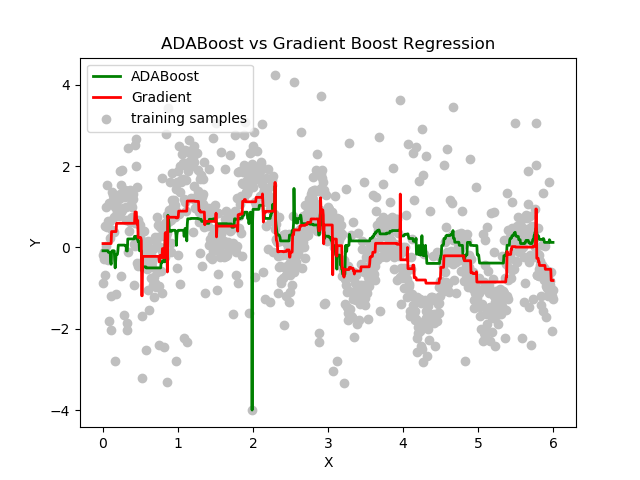 ADABoost vs Gradient Boost Regression
ADABoost
Gradient
training samples
4
2
0
−2
−4
Y
0 1 2 3 4 5 6
X